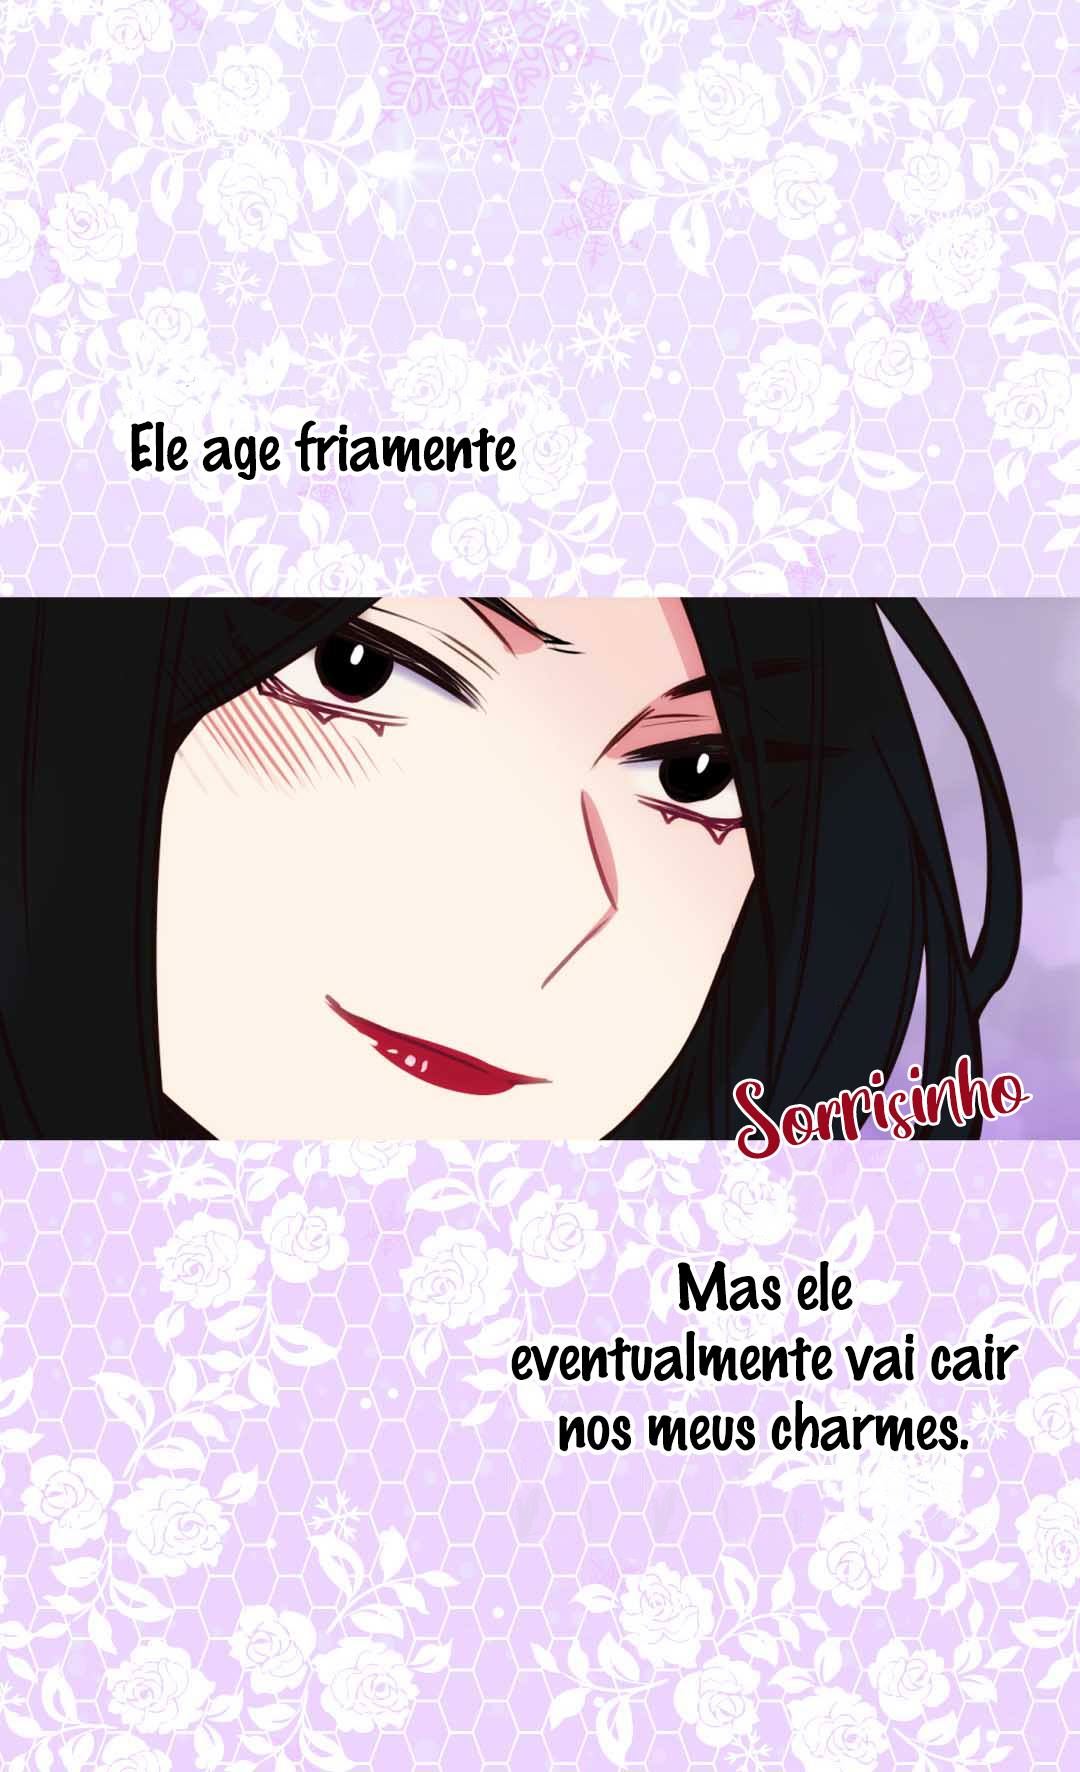 Ele age friamente
Sorrisinho
Mas ele
eventualmente vai cair
nos meus charmes.